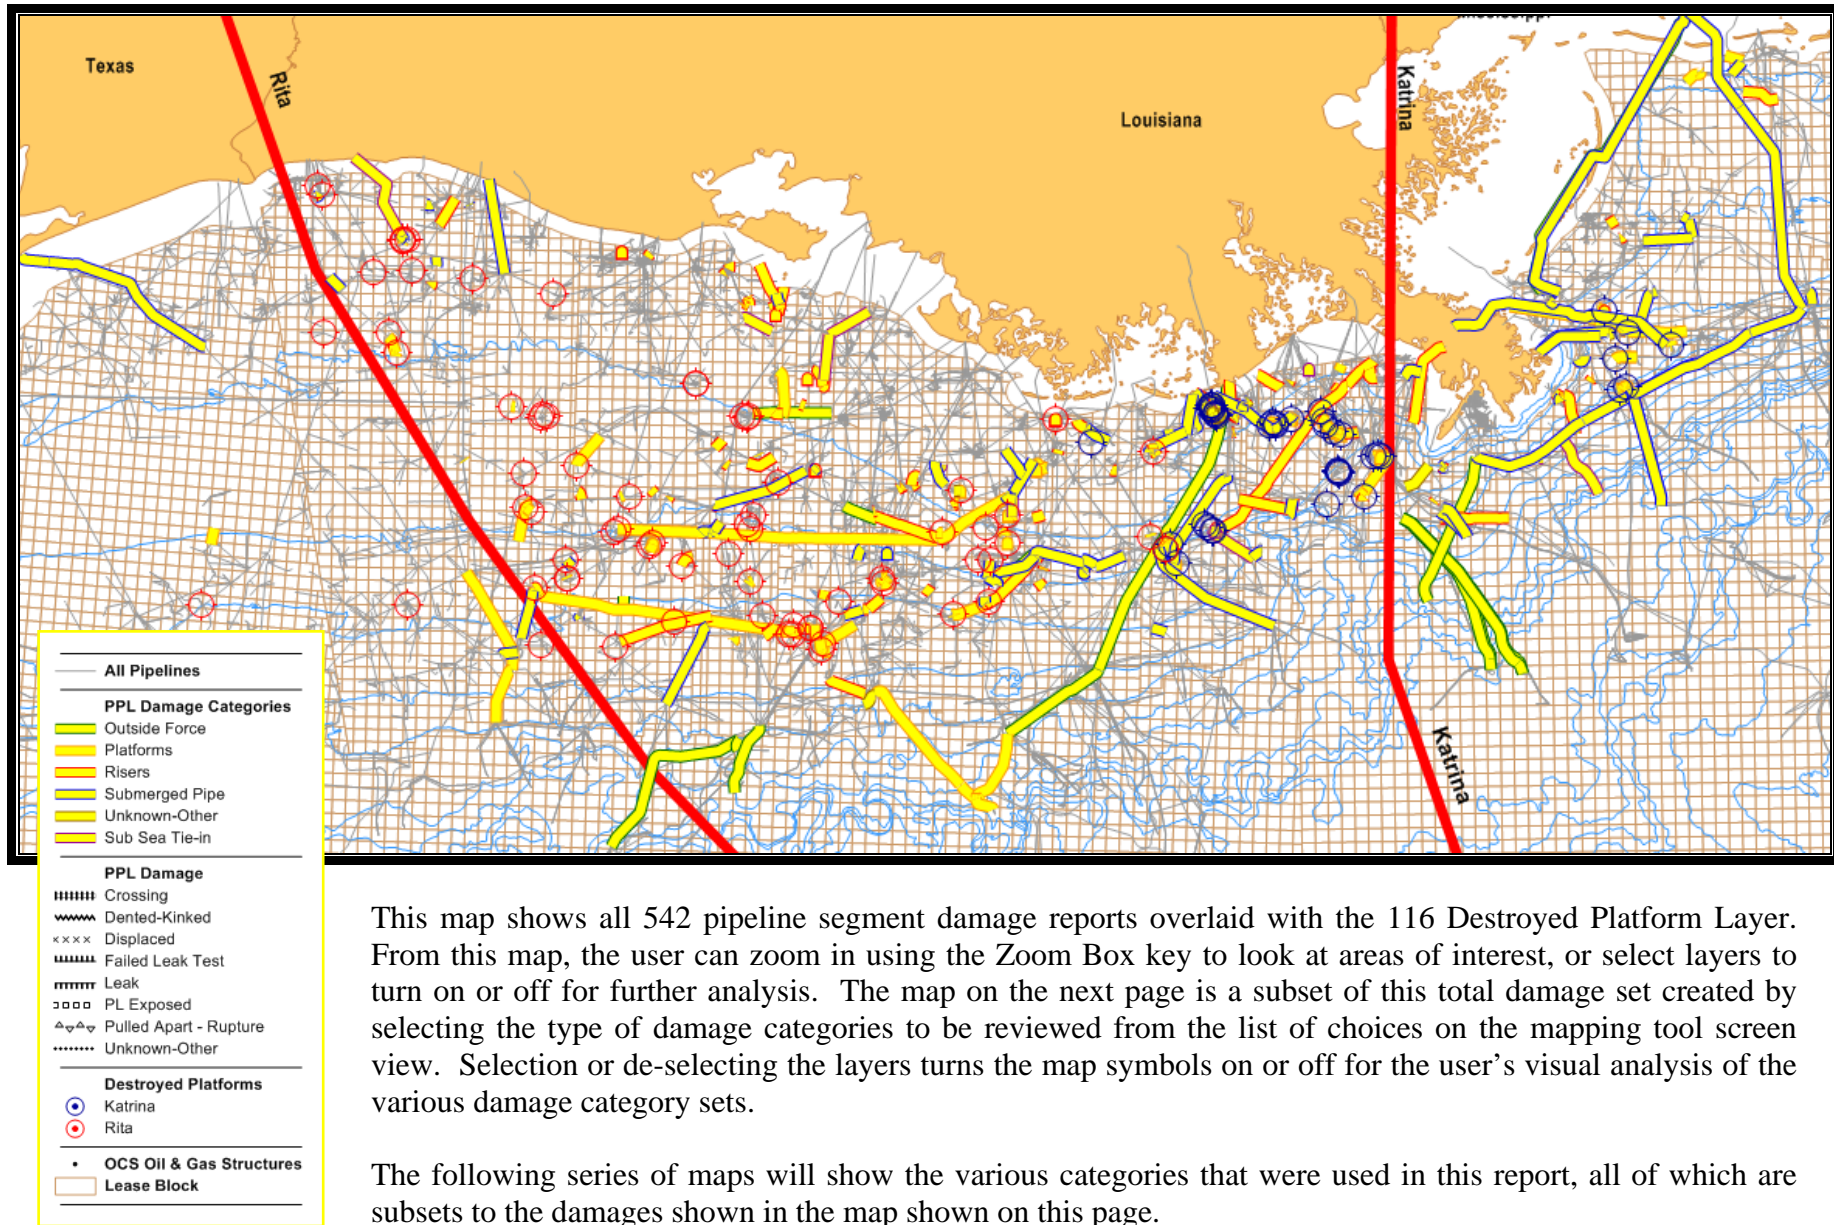 Mississippi
Texas
Rita
Katrina
Louisiana
Katrina
All Pipelines
PPL Damage Categories
Outside Force
Platforms
Risers
Submerged Pipe
Unknown-Other
Sub Sea Tie-in
PPL Damage
Crossing
Dented-Kinked
Displaced
Failed Leak Test
Leak
PL Exposed
Pulled Apart - Rupture
Unknown-Other
Destroyed Platforms
Katrina
Rita
OCS Oil & Gas Structures
Lease Block
This map shows all 542 pipeline segment damage reports overlaid with the 116 Destroyed Platform Layer.
From this map, the user can zoom in using the Zoom Box key to look at areas of interest, or select layers to
turn on or off for further analysis.  The map on the next page is a subset of this total damage set created by
selecting the type of damage categories to be reviewed from the list of choices on the mapping tool screen
view.  Selection or de-selecting the layers turns the map symbols on or off for the user’s visual analysis of the
various damage category sets.
The following series of maps will show the various categories that were used in this report, all of which are
subsets to the damages shown in the map shown on this page.